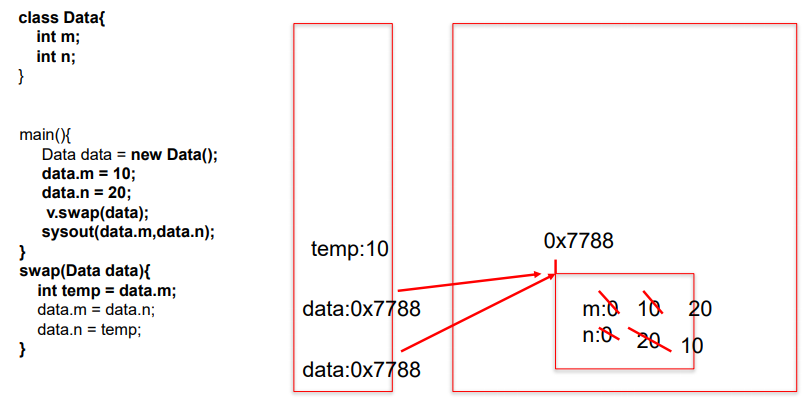 class Data{
int m;
int n;
}
main(){
Data data = new Data();
data.m = 10;
data.n = 20;
v.swap(data);
sysout(data.m,data.n);
}
swap(Data data){
int temp = data.m;
data.m = data.n;
data.n = temp;
}
temp:10
data:0x7788
data:0x7788
0x7788
m:0 10 20
n:0 20 10